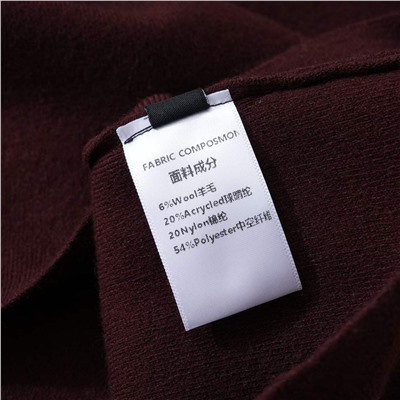 FABRIC COMPOSMON
面料成分
6%Wool羊毛
20%Acrycled球晴纶
20Nylon锦纶
54%Polyester中空纤维